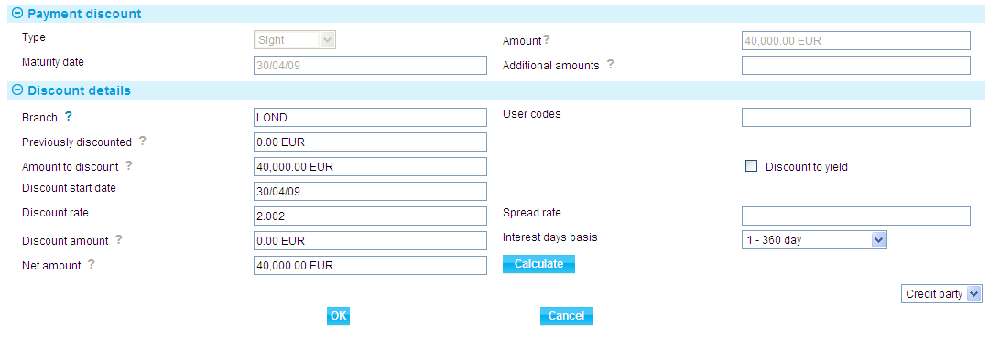 Payment discount
Type Sight Amount?
40,000.00 EUR
Maturity date 30/04/09 Additional amounts ?
Discount details
Branch ? LOND User codes
Previously discounted ? 0.00 EUR
Amount to discount ? 40,000.00 EUR Discount to yield
Discount start date 30/04/09
Discount rate 2.002 Spread rate
Discount amount ? 0.00 EUR Interest days basis 1 - 360 day
Net amount ? 40,000.00 EUR Calculate
Credit party
OK Cancel